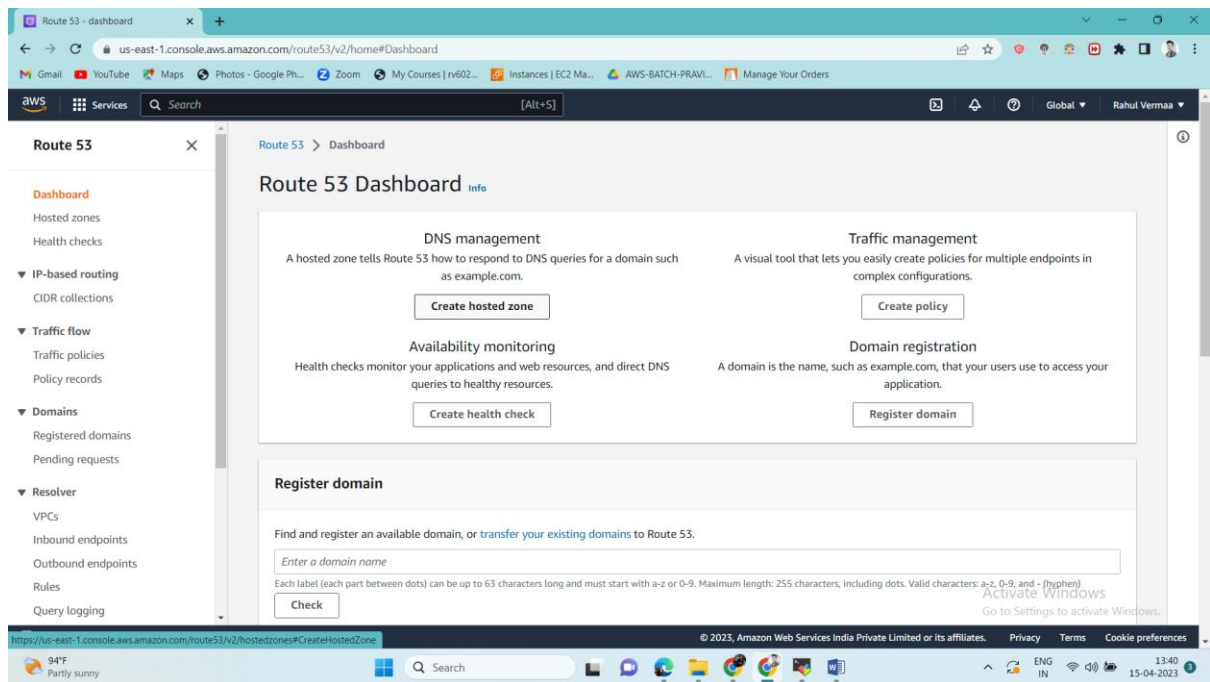 Route 53 - dashboard
us-east-1.console.aws.amazon.com/route53/v2/home#Dashboard
Gmail YouTube Maps Photos - Google Ph... Zoom My Courses | rv602... Instances | EC2 Ma... AWS-BATCH-PRAVI... Manage Your Orders
aws Services Search [Alt+S] Global Rahul Vermaa
Route 53
Route 53 > Dashboard
Route 53 Dashboard Info
Dashboard
Hosted zones
Health checks
IP-based routing
CIDR collections
Traffic flow
Traffic policies
Policy records
Domains
Registered domains
Pending requests
Resolver
VPCs
Inbound endpoints
Outbound endpoints
Rules
Query logging
DNS management
A hosted zone tells Route 53 how to respond to DNS queries for a domain such
as example.com.
Create hosted zone
Traffic management
A visual tool that lets you easily create policies for multiple endpoints in
complex configurations.
Create policy
Availability monitoring
Health checks monitor your applications and web resources, and direct DNS
queries to healthy resources.
Create health check
Domain registration
A domain is the name, such as example.com, that your users use to access your
application.
Register domain
Register domain
Find and register an available domain, or transfer your existing domains to Route 53.
Enter a domain name
Each label (each part between dots) can be up to 63 characters long and must start with a-z or 0-9. Maximum length: 255 characters, including dots. Valid characters: a-z, 0-9, and - (hyphen)
Check
Activate Windows
Go to Settings to activate Windows.
https://us-east-1.console.aws.amazon.com/route53/v2/hostedzones#CreateHostedZone
© 2023, Amazon Web Services India Private Limited or its affiliates. Privacy Terms Cookie preferences
94°F
Partly sunny
Search
ENG
IN
13:40
15-04-2023
3